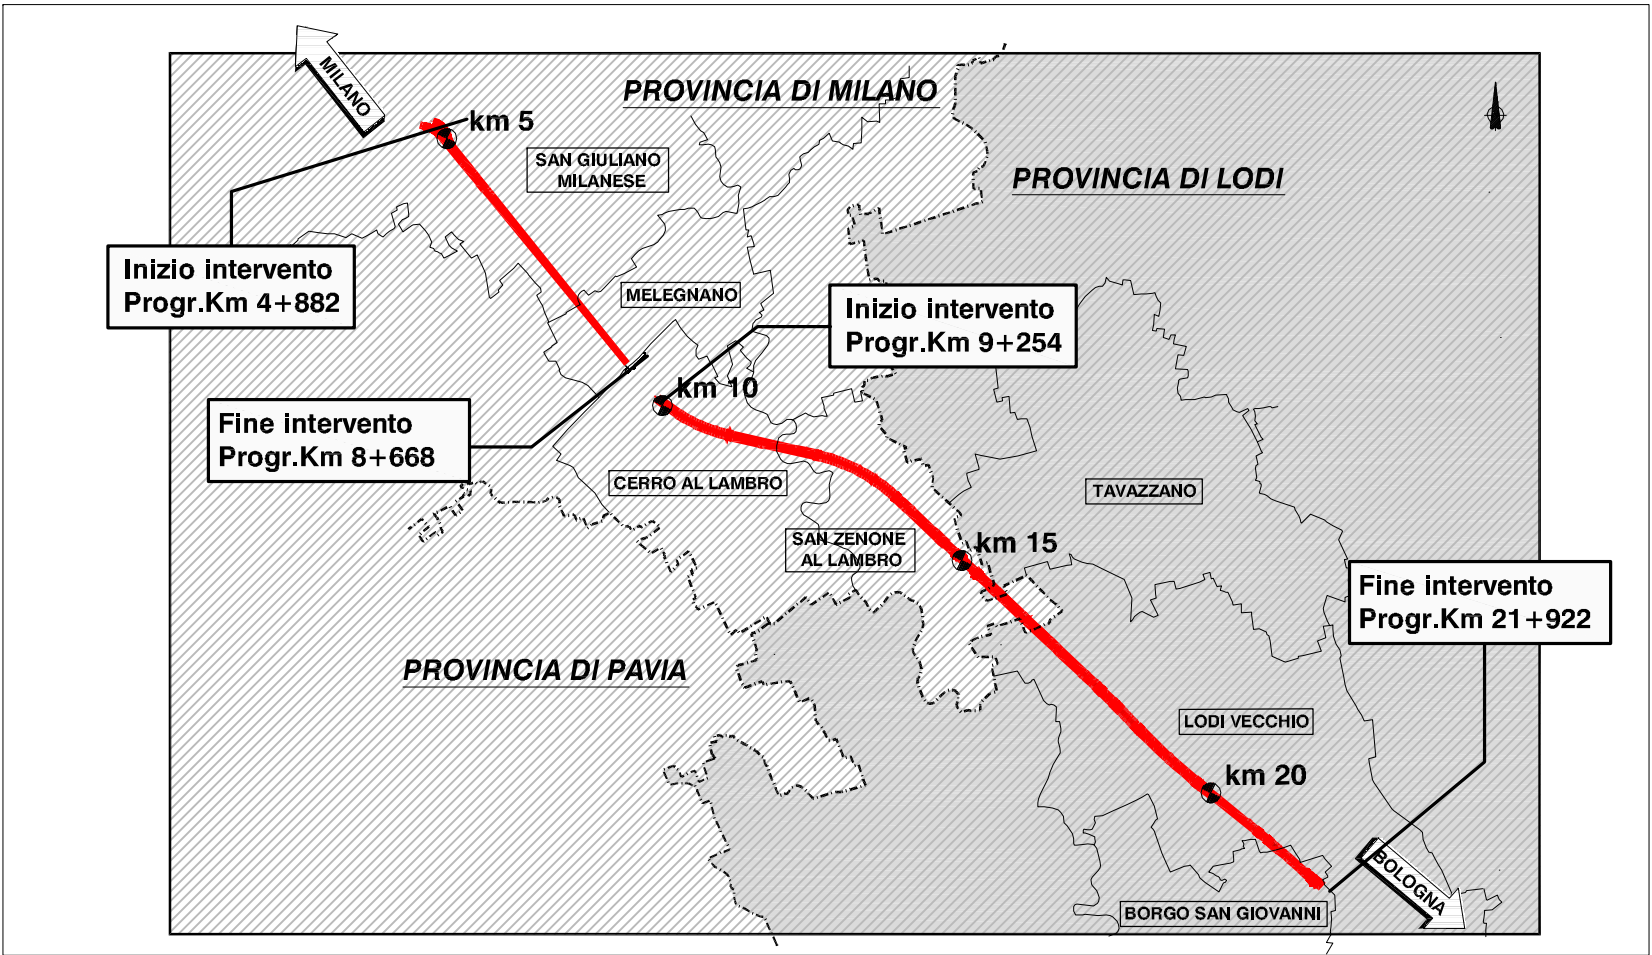 MILANO
PROVINCIA DI MILANO
km 5
SAN GIULIANO
MILANESE
PROVINCIA DI LODI
Inizio intervento
Progr.Km 4+882
MELEGNANO
Inizio intervento
Progr.Km 9+254
km 10
Fine intervento
Progr.Km 8+668
CERRO AL LAMBRO
TAVAZZANO
SAN ZENONE
AL LAMBRO
km 15
Fine intervento
Progr.Km 21+922
PROVINCIA DI PAVIA
LODI VECCHIO
km 20
BOLOGNA
BORGO SAN GIOVANNI